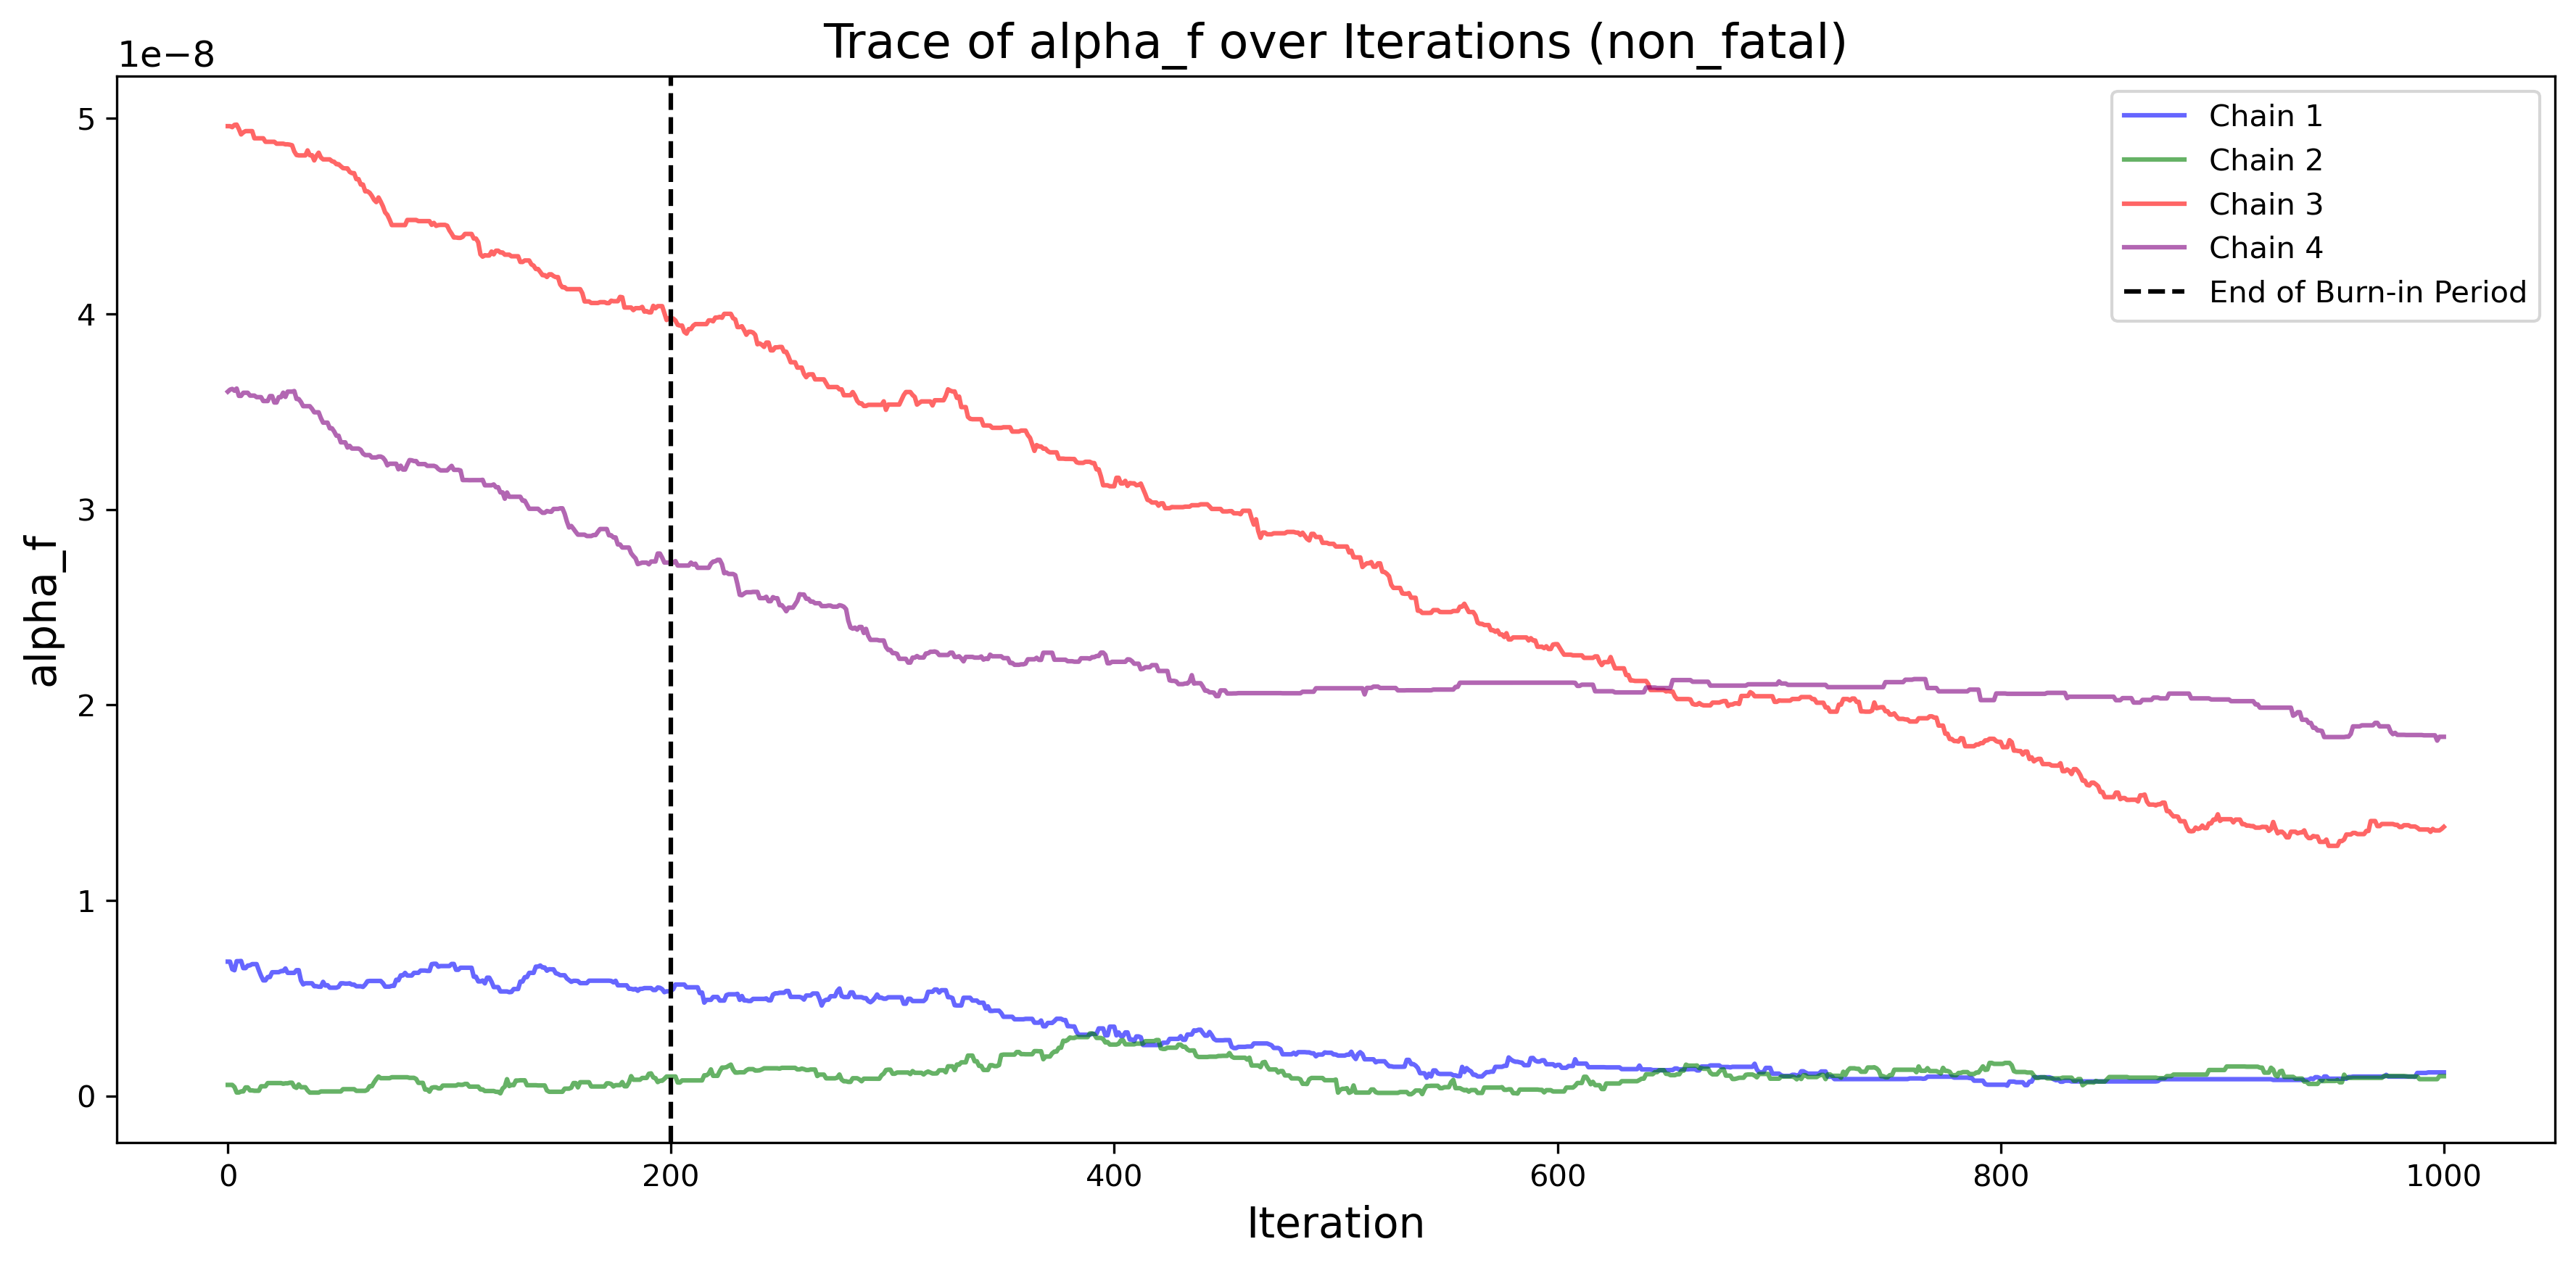 Trace of alpha_f over Iterations (non_fatal)
1e−8
5
4
3
2
1
0
alpha_f
0 200 400 600 800 1000
Iteration
Chain 1
Chain 2
Chain 3
Chain 4
End of Burn-in Period